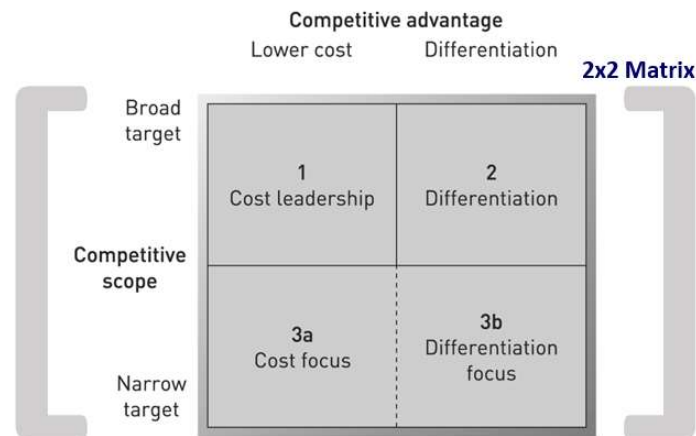 Competitive advantage
Lower cost Differentiation
2x2 Matrix
Broad
target
1
Cost leadership
2
Differentiation
Competitive
scope
3a
Cost focus
3b
Differentiation
focus
Narrow
target